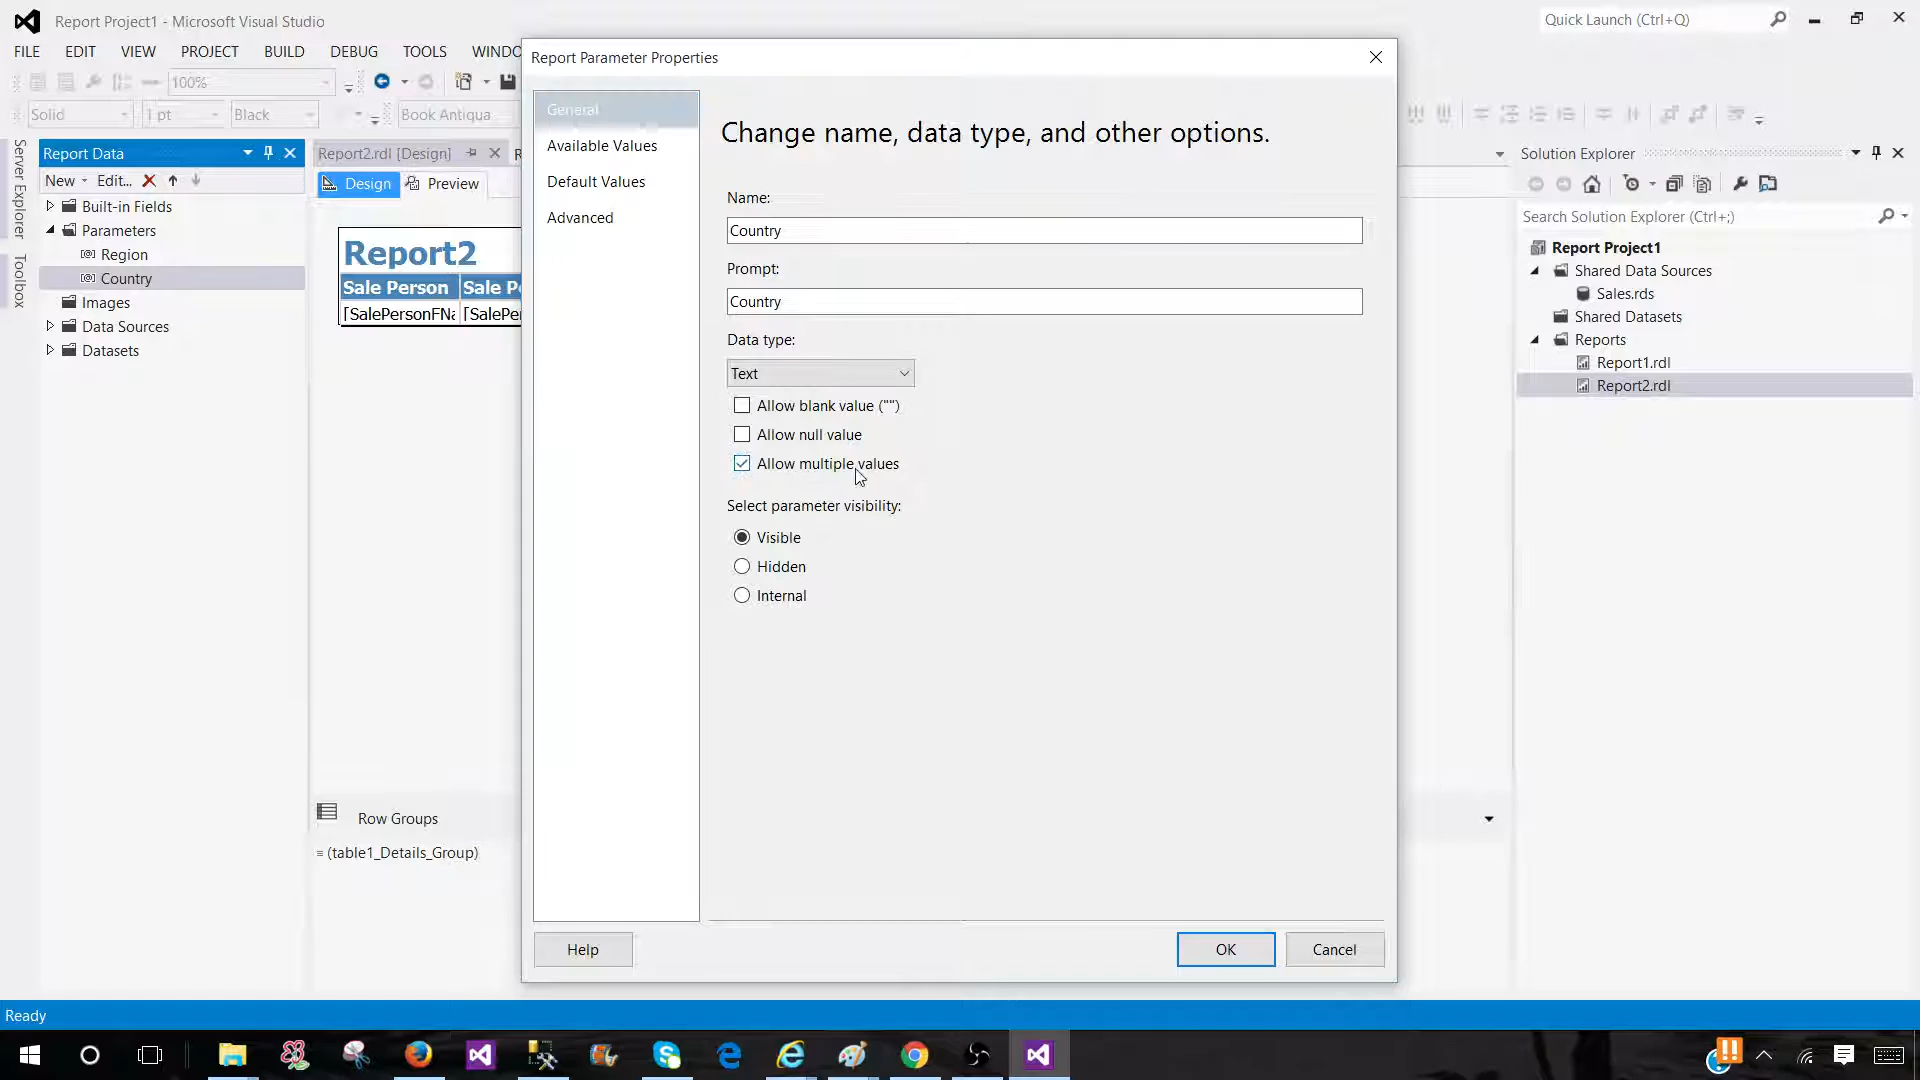 Report Project1 - Microsoft Visual Studio
Quick Launch (Ctrl+Q)
FILE EDIT VIEW PROJECT BUILD DEBUG TOOLS WINDO
100%
Solid 1 pt Black Book Antiqua
Server Explorer
Toolbox
Report Data
New Edit...
Built-in Fields
Parameters
Region
Country
Images
Data Sources
Datasets
Report2.rdl [Design]
Design Preview
Report2
Sale Person Sale P
[SalePersonFNa [SalePer
Row Groups
(table1_Details_Group)
Report Parameter Properties
General
Available Values
Default Values
Advanced
Change name, data type, and other options.
Name:
Country
Prompt:
Country
Data type:
Text
Allow blank value ("")
Allow null value
Allow multiple values
Select parameter visibility:
Visible
Hidden
Internal
Help OK Cancel
Solution Explorer
Search Solution Explorer (Ctrl+;)
Report Project1
Shared Data Sources
Sales.rds
Shared Datasets
Reports
Report1.rdl
Report2.rdl
Ready